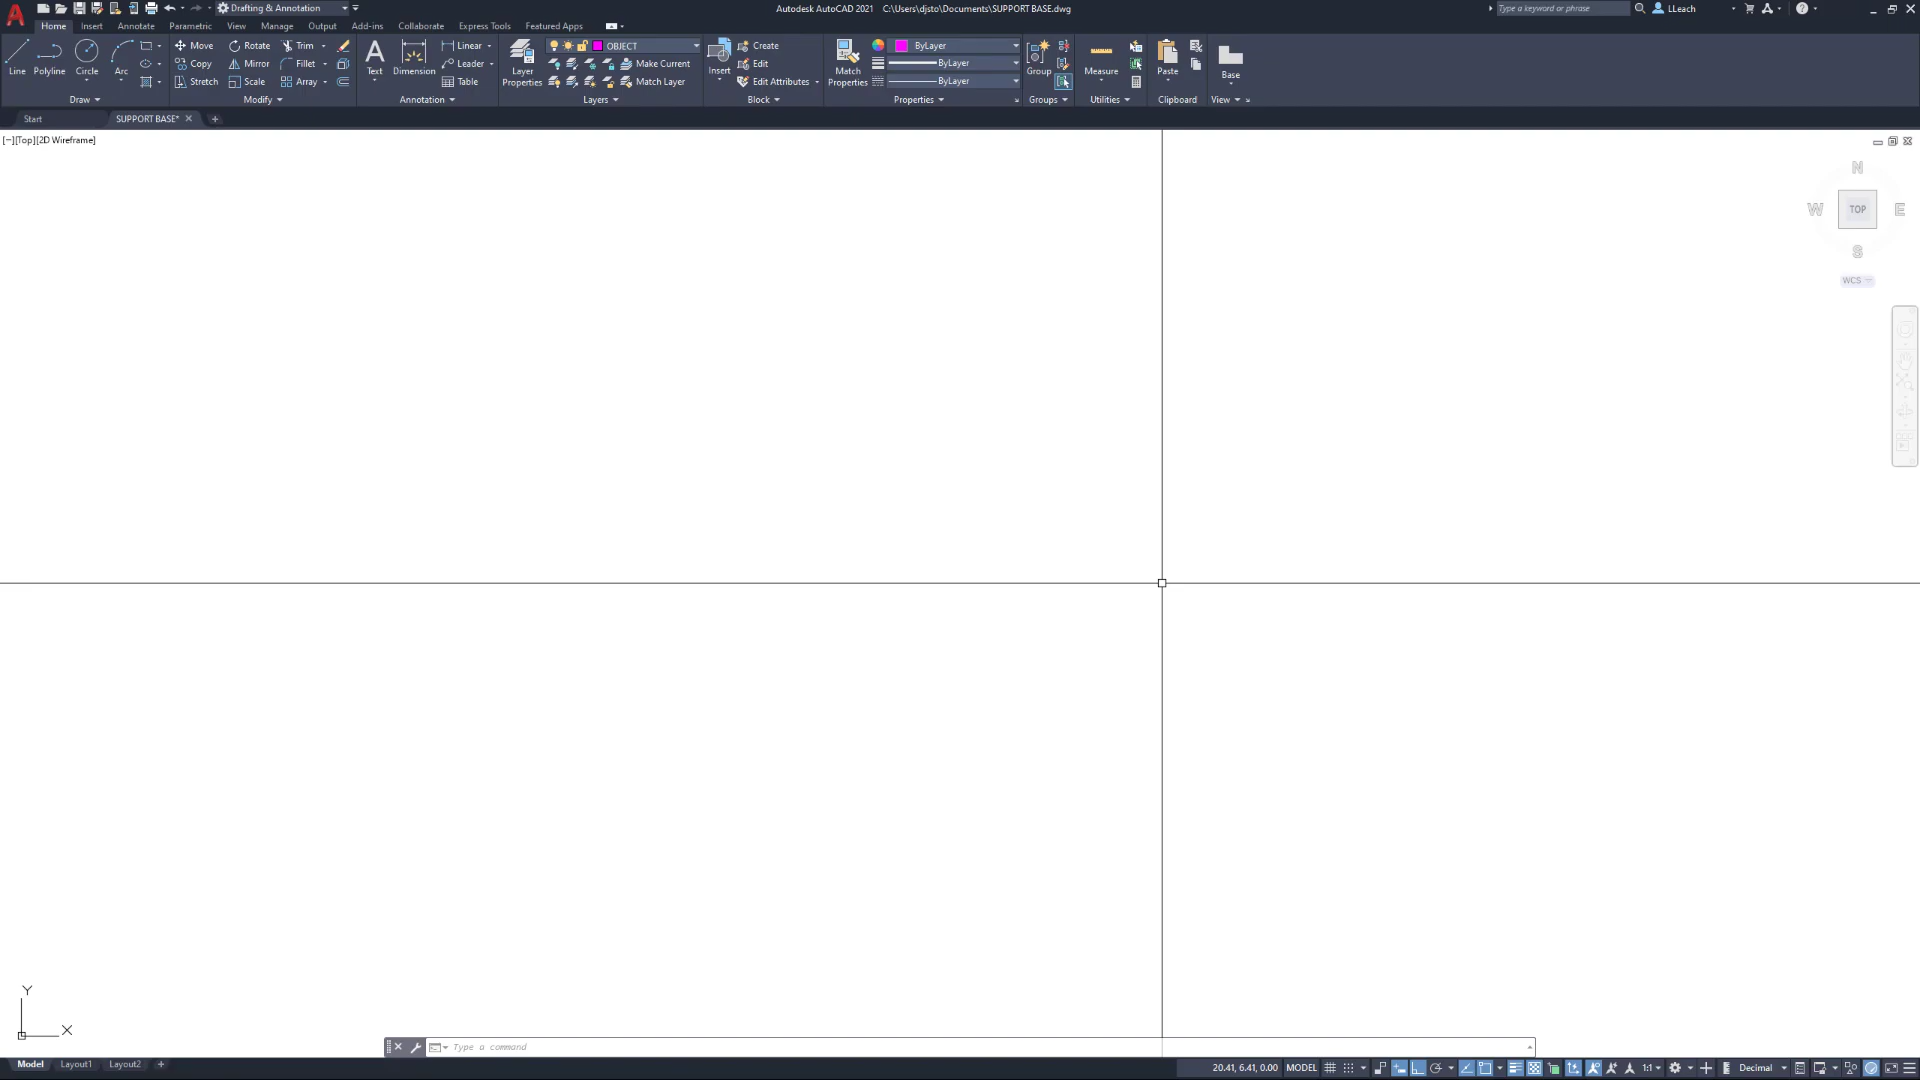 Drafting & Annotation
Autodesk AutoCAD 2021 C:\Users\djsto\Documents\SUPPORT BASE.dwg
Type a keyword or phrase
LLeach
Home Insert Annotate Parametric View Manage Output Add-ins Collaborate Express Tools Featured Apps
Line Polyline Circle Arc
Move Rotate Trim
Copy Mirror Fillet
Stretch Scale Array
Text Dimension
Linear
Leader
Table
Layer Properties
OBJECT
Make Current
Match Layer
Insert
Create
Edit
Edit Attributes
Match Properties
ByLayer
ByLayer
ByLayer
Group
Measure
Paste
Base
Draw Modify Annotation Layers Block Properties Groups Utilities Clipboard View
Start SUPPORT BASE*
[−][Top][2D Wireframe]
N
W TOP E
S
WCS
Y
X
Type a command
Model Layout1 Layout2
20.41, 6.41, 0.00 MODEL 1:1 Decimal